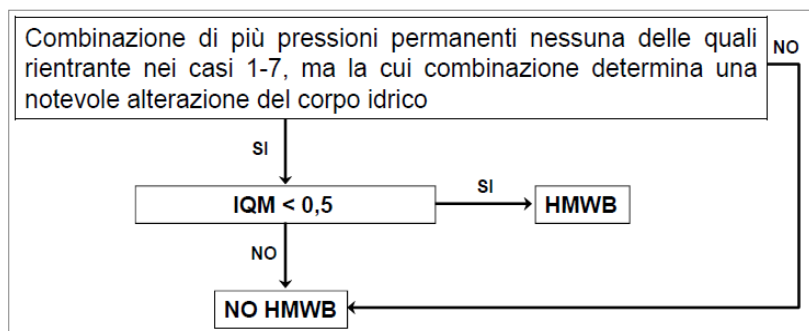 Combinazione di più pressioni permanenti nessuna delle quali
rientrante nei casi 1-7, ma la cui combinazione determina una
notevole alterazione del corpo idrico
NO
SI
IQM < 0,5
SI
HMWB
NO
NO HMWB